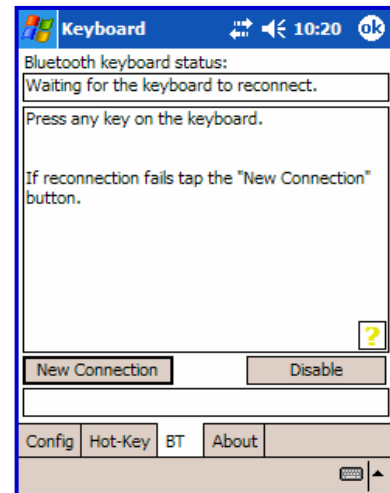 Keyboard 10:20 ok
Bluetooth keyboard status:
Waiting for the keyboard to reconnect.
Press any key on the keyboard.
If reconnection fails tap the "New Connection"
button.
?
New Connection Disable
Config Hot-Key BT About